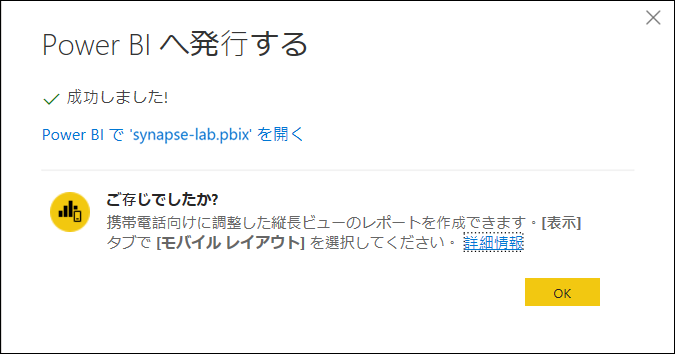 Power BI へ発行する
成功しました!
Power BI で 'synapse-lab.pbix' を開く
ご存じでしたか?
携帯電話向けに調整した縦長ビューのレポートを作成できます。[表示]
タブで [モバイル レイアウト] を選択してください。 詳細情報
OK